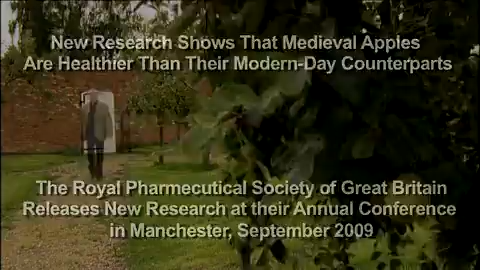 New Research Shows That Medieval Apples
Are Healthier Than Their Modern-Day Counterparts
The Royal Pharmecutical Society of Great Britain
Releases New Research at their Annual Conference
in Manchester, September 2009